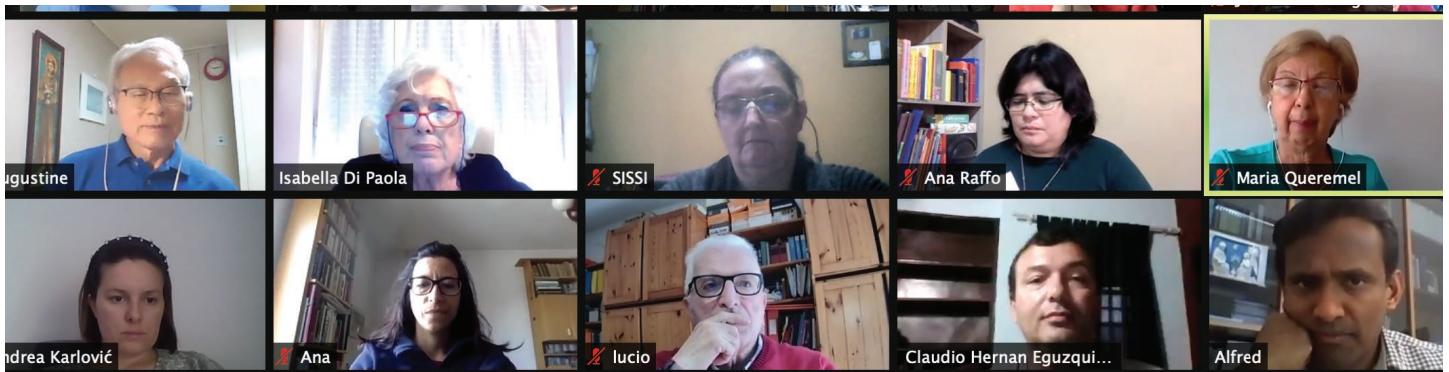 ugustine
Isabella Di Paola
SISSI
Ana Raffo
Maria Queremel
ndrea Karlović
Ana
lucio
Claudio Hernan Eguzqui...
Alfred